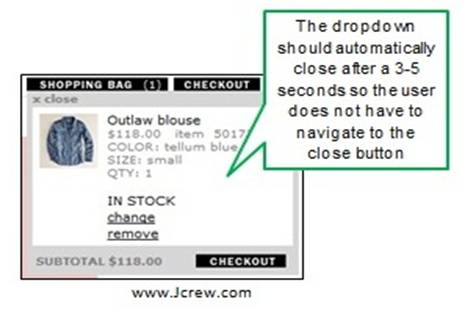 The dropdown
should automatically
close after a 3-5
seconds so the user
does not have to
navigate to the
close button
SHOPPING BAG (1) CHECKOUT
x close
Outlaw blouse
$118.00 item
COLOR: tellum blue
SIZE: small
QTY: 1
IN STOCK
change
remove
SUBTOTAL $118.00 CHECKOUT
www.Jcrew.com